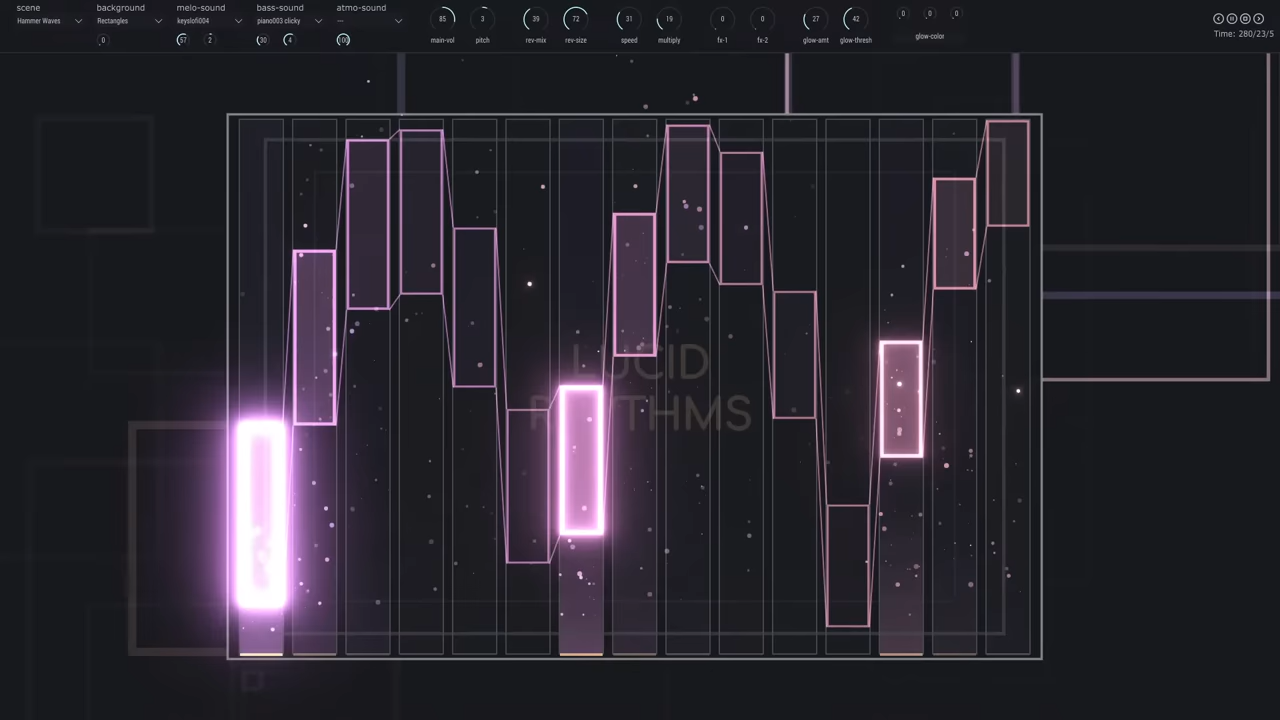 scene
background
melo-sound
bass-sound
atmo-sound
Hammer Waves
Rectangles
keyslofi004
piano003 clicky
---
0
57
2
30
4
100
85
3
39
72
31
19
0
0
27
42
0
0
0
main-vol
pitch
rev-mix
rev-size
speed
multiply
fx-1
fx-2
glow-amt
glow-thresh
glow-color
Time: 280/23/5
LUCID
RHYTHMS